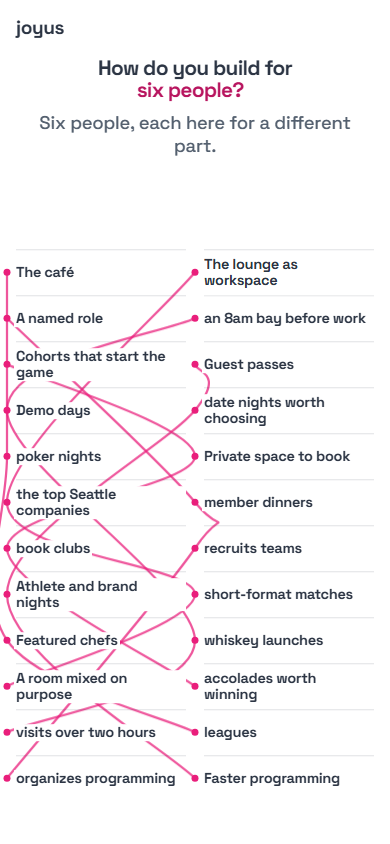 joyus
How do you build for
six people?
Six people, each here for a different
part.
The café
The lounge as
workspace
A named role
an 8am bay before work
Cohorts that start the
game
Guest passes
Demo days
date nights worth
choosing
poker nights
Private space to book
the top Seattle
companies
member dinners
book clubs
recruits teams
Athlete and brand
nights
short-format matches
Featured chefs
whiskey launches
A room mixed on
purpose
accolades worth
winning
visits over two hours
leagues
organizes programming
Faster programming